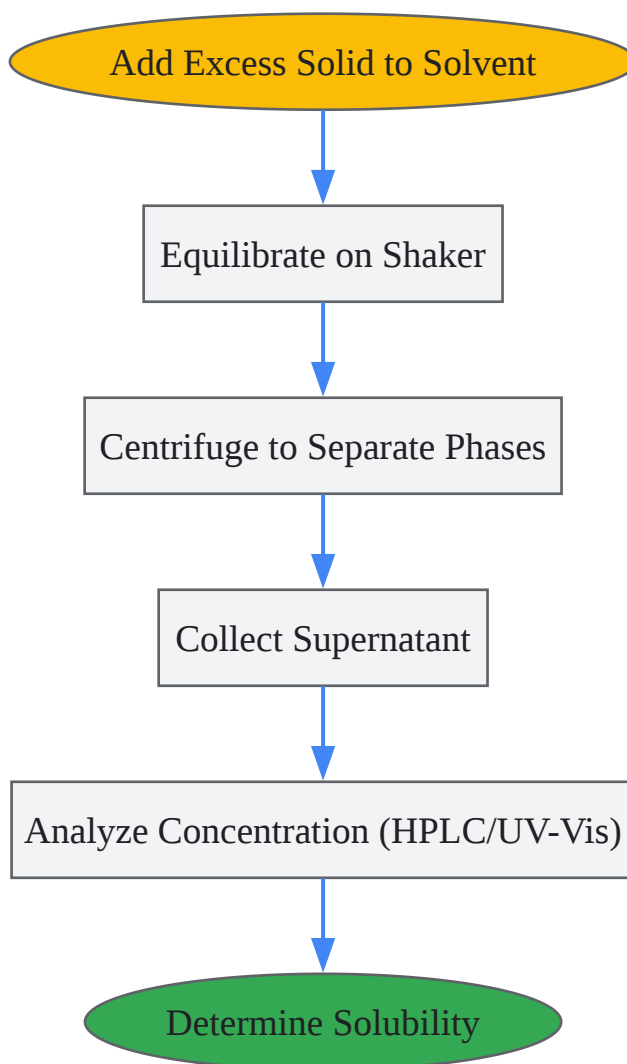 Add Excess Solid to Solvent
Equilibrate on Shaker
Centrifuge to Separate Phases
Collect Supernatant
Analyze Concentration (HPLC/UV-Vis)
Determine Solubility